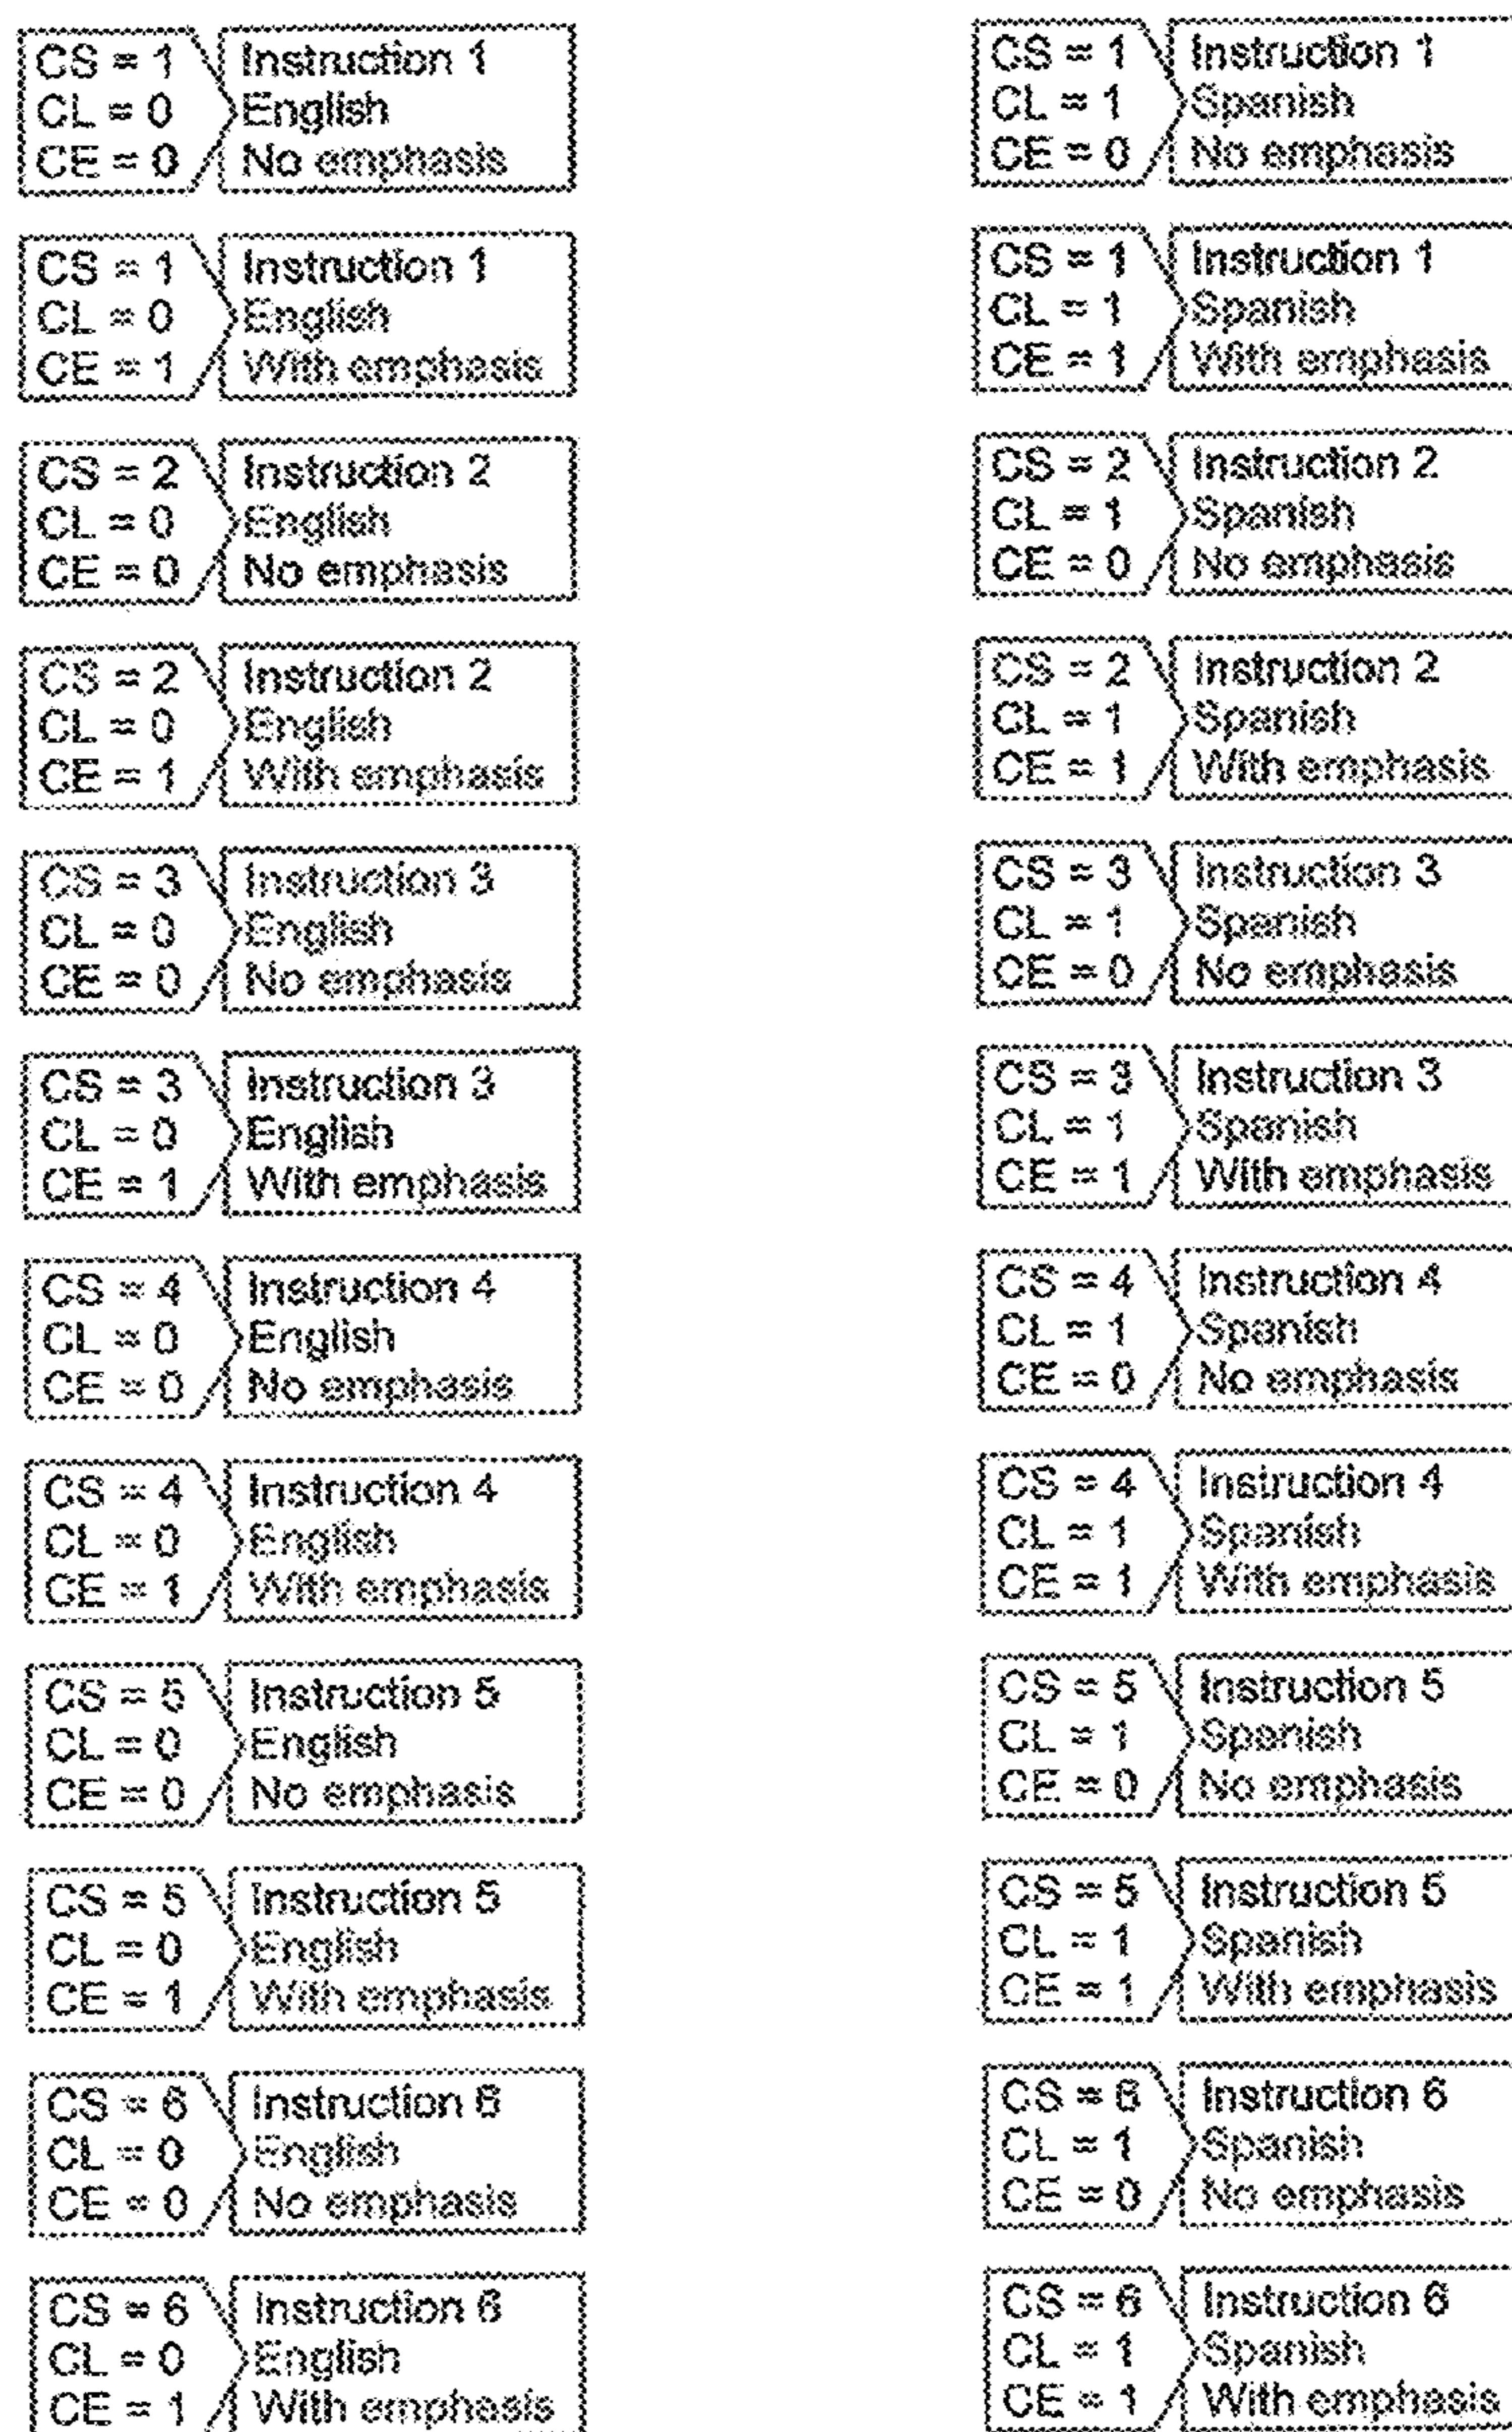 CS = 1 Instruction 1
CL = 0 English
CE = 0 No emphasis
CS = 1 Instruction 1
CL = 0 English
CE = 1 With emphasis
CS = 2 Instruction 2
CL = 0 English
CE = 0 No emphasis
CS = 2 Instruction 2
CL = 0 English
CE = 1 With emphasis
CS = 3 Instruction 3
CL = 0 English
CE = 0 No emphasis
CS = 3 Instruction 3
CL = 0 English
CE = 1 With emphasis
CS = 4 Instruction 4
CL = 0 English
CE = 0 No emphasis
CS = 4 Instruction 4
CL = 0 English
CE = 1 With emphasis
CS = 5 Instruction 5
CL = 0 English
CE = 0 No emphasis
CS = 5 Instruction 5
CL = 0 English
CE = 1 With emphasis
CS = 6 Instruction 6
CL = 0 English
CE = 0 No emphasis
CS = 6 Instruction 6
CL = 0 English
CE = 1 With emphasis
CS = 1 Instruction 1
CL = 1 Spanish
CE = 0 No emphasis
CS = 1 Instruction 1
CL = 1 Spanish
CE = 1 With emphasis
CS = 2 Instruction 2
CL = 1 Spanish
CE = 0 No emphasis
CS = 2 Instruction 2
CL = 1 Spanish
CE = 1 With emphasis
CS = 3 Instruction 3
CL = 1 Spanish
CE = 0 No emphasis
CS = 3 Instruction 3
CL = 1 Spanish
CE = 1 With emphasis
CS = 4 Instruction 4
CL = 1 Spanish
CE = 0 No emphasis
CS = 4 Instruction 4
CL = 1 Spanish
CE = 1 With emphasis
CS = 5 Instruction 5
CL = 1 Spanish
CE = 0 No emphasis
CS = 5 Instruction 5
CL = 1 Spanish
CE = 1 With emphasis
CS = 6 Instruction 6
CL = 1 Spanish
CE = 0 No emphasis
CS = 6 Instruction 6
CL = 1 Spanish
CE = 1 With emphasis